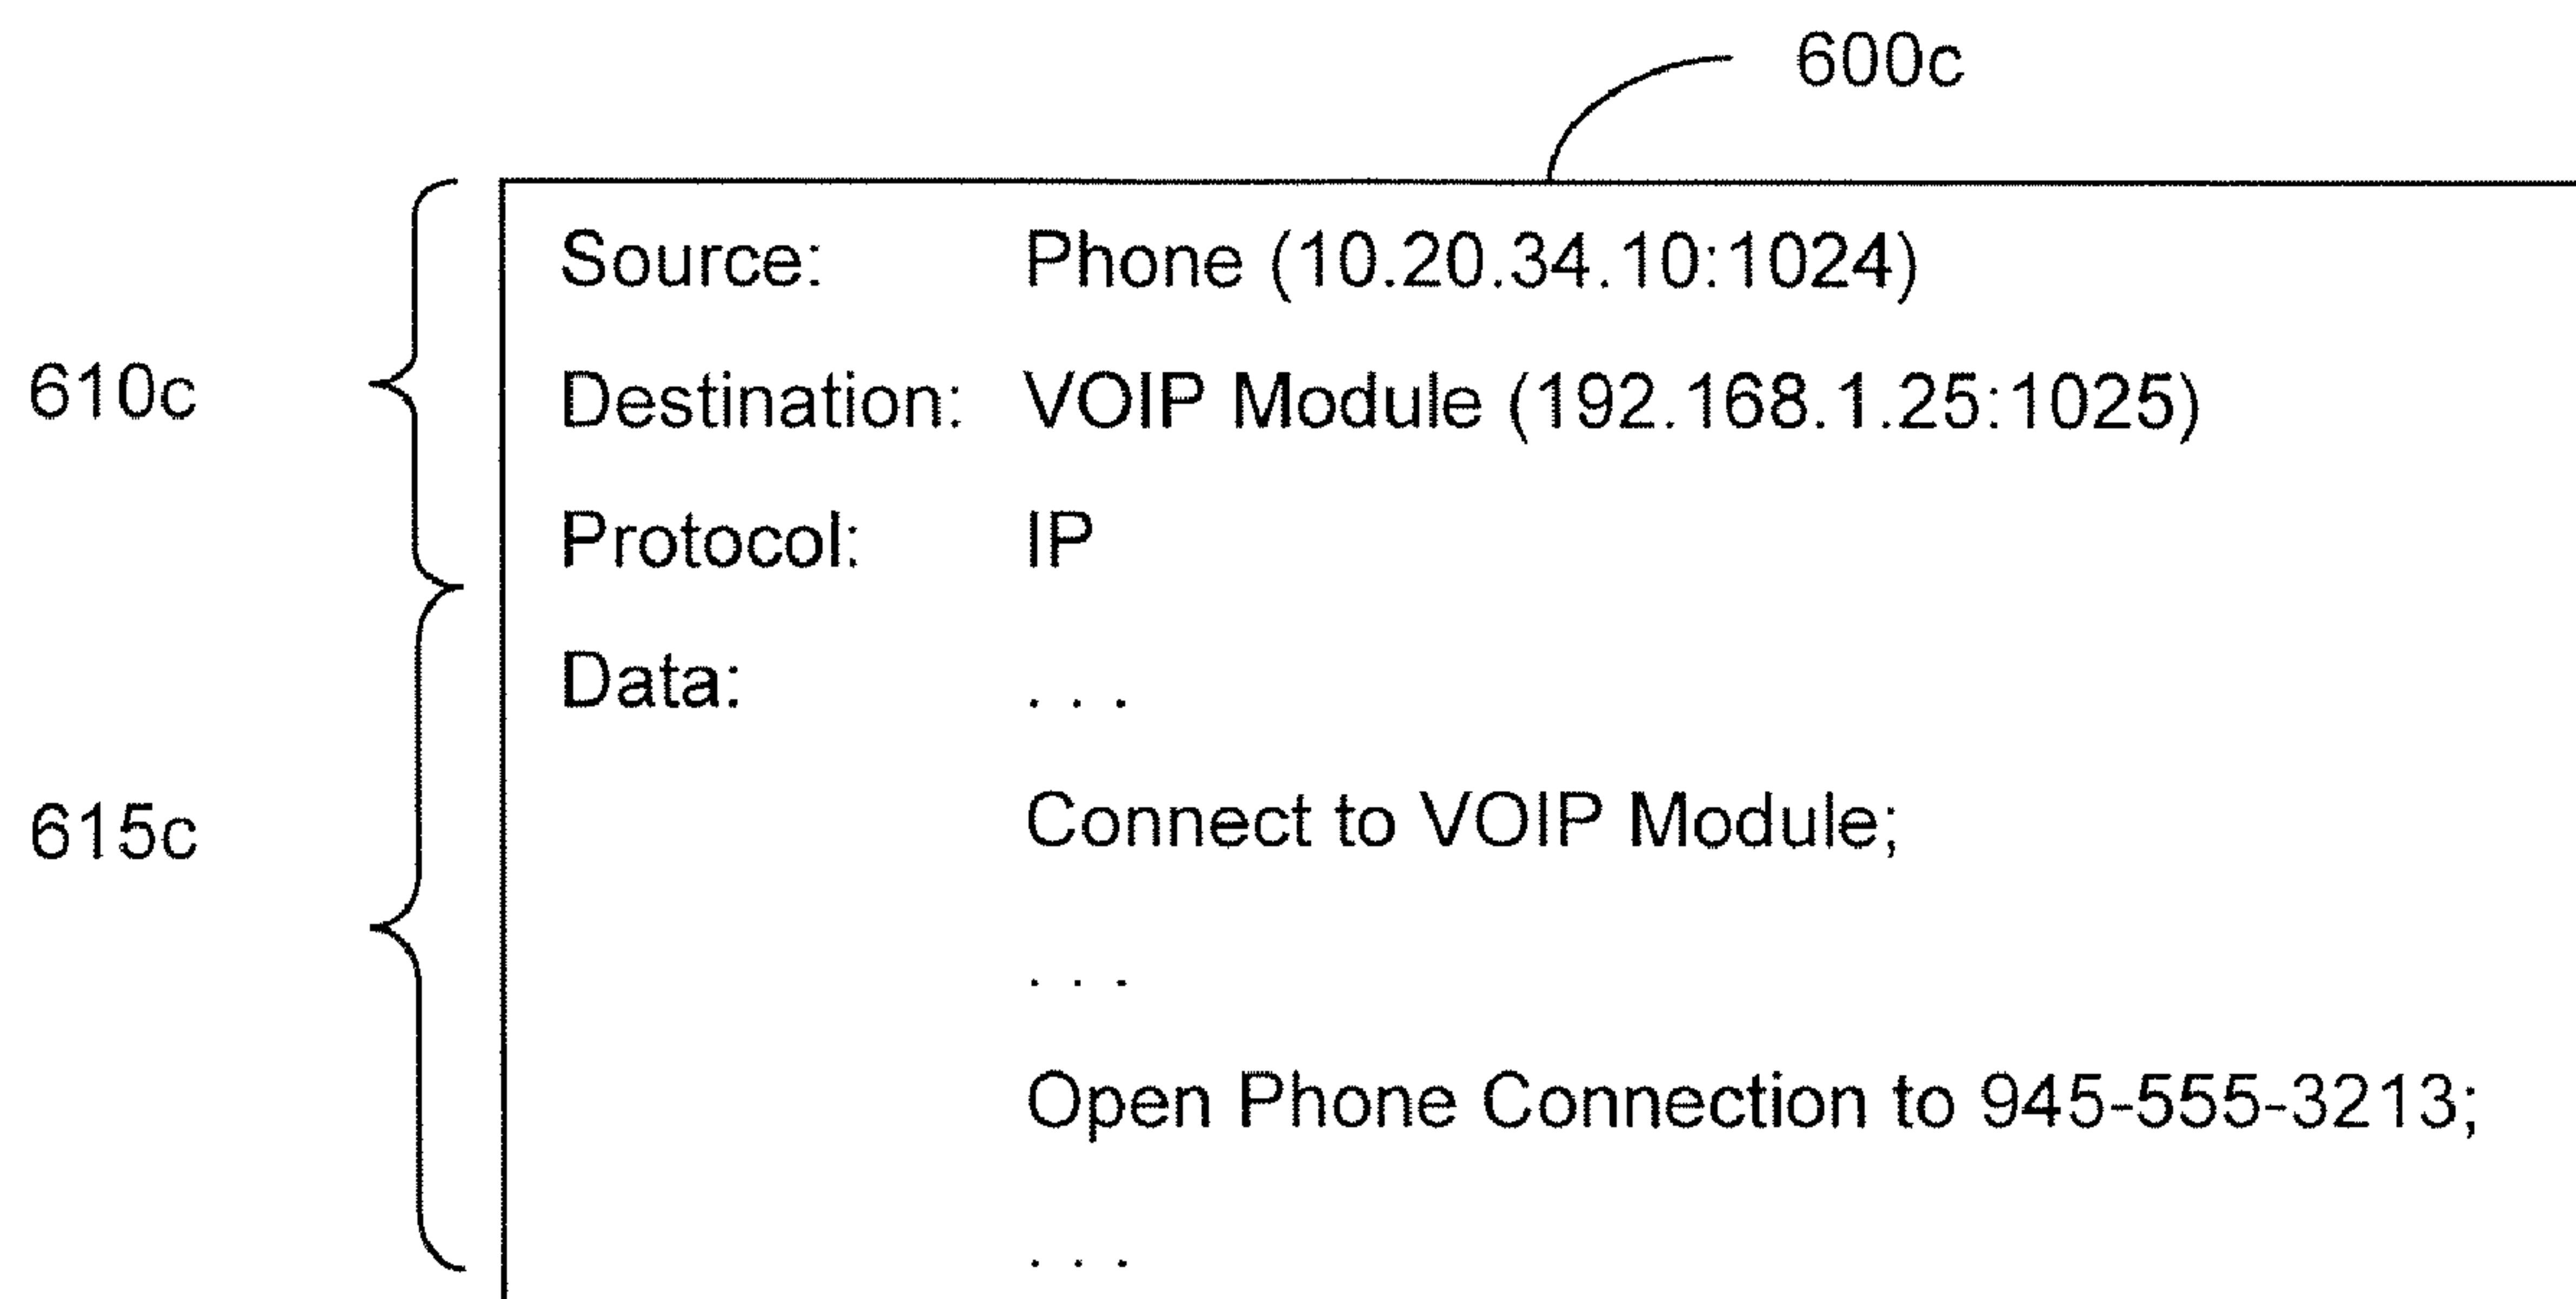 600c
Source: Phone (10.20.34.10:1024)
610c
Destination: VOIP Module (192.168.1.25:1025)
Protocol: IP
Data: . . .
615c
Connect to VOIP Module;
. . .
Open Phone Connection to 945-555-3213;
. . .